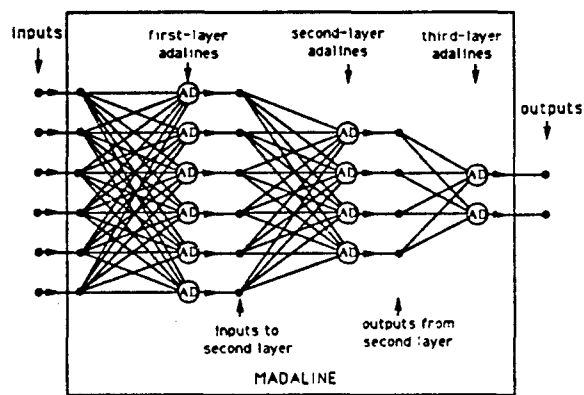 inputs
first-layer
adalines
second-layer
adalines
third-layer
adalines
outputs
AD
AD
AD
AD
AD
AD
AD
AD
AD
AD
AD
AD
inputs to
second layer
outputs from
second layer
MADALINE